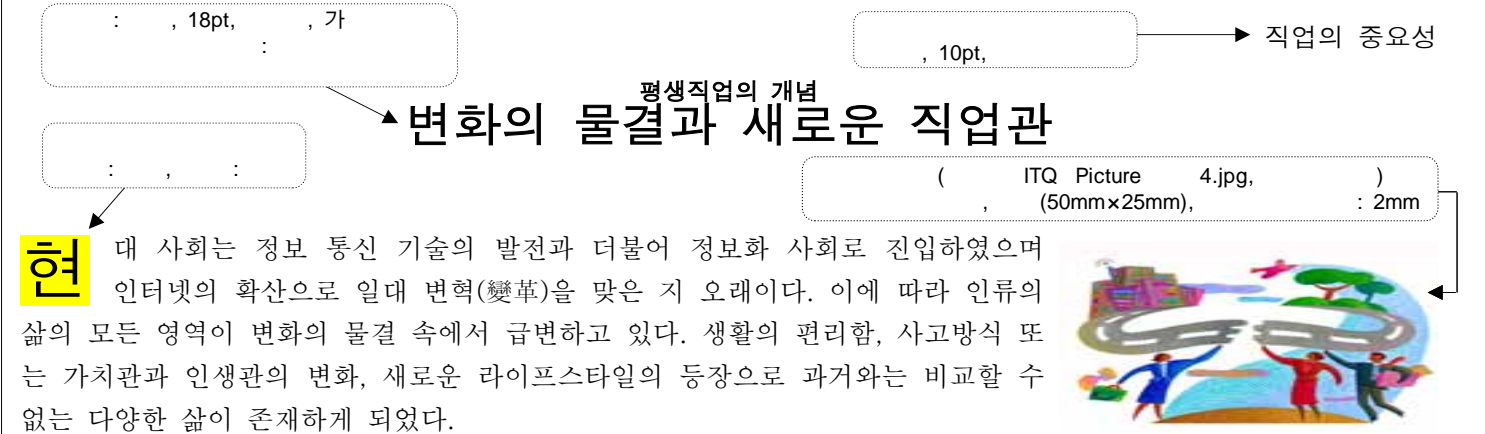 : , 18pt, , 가
:
, 10pt,
직업의 중요성
평생직업의 개념
변화의 물결과 새로운 직업관
: , :
( ITQ Picture 4.jpg, )
, (50mm×25mm), : 2mm
현대 사회는 정보 통신 기술의 발전과 더불어 정보화 사회로 진입하였으며
인터넷의 확산으로 일대 변혁(變革)을 맞은 지 오래이다. 이에 따라 인류의
삶의 모든 영역이 변화의 물결 속에서 급변하고 있다. 생활의 편리함, 사고방식 또
는 가치관과 인생관의 변화, 새로운 라이프스타일의 등장으로 과거와는 비교할 수
없는 다양한 삶이 존재하게 되었다.